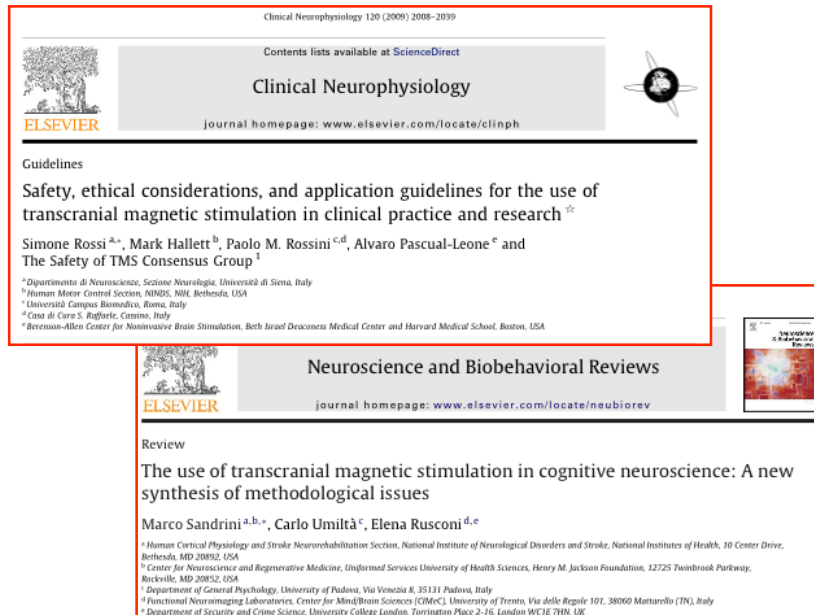 Clinical Neurophysiology 120 (2009) 2008–2039
Contents lists available at ScienceDirect
Clinical Neurophysiology
journal homepage: www.elsevier.com/locate/clinph
ELSEVIER
Guidelines
Safety, ethical considerations, and application guidelines for the use of
transcranial magnetic stimulation in clinical practice and research ☆
Simone Rossi a,*, Mark Hallett b, Paolo M. Rossini c,d, Alvaro Pascual-Leone e and
The Safety of TMS Consensus Group 1
a Dipartimento di Neuroscienze, Sezione Neurologia, Università di Siena, Italy
b Human Motor Control Section, NINDS, NIH, Bethesda, USA
c Università Campus Biomedico, Roma, Italy
d Casa di Cura S. Raffaele, Cassino, Italy
e Berenson-Allen Center for Noninvasive Brain Stimulation, Beth Israel Deaconess Medical Center and Harvard Medical School, Boston, USA
Neuroscience and Biobehavioral Reviews
journal homepage: www.elsevier.com/locate/neubiorev
ELSEVIER
Neuroscience
& Biobehavioral
Reviews
Review
The use of transcranial magnetic stimulation in cognitive neuroscience: A new
synthesis of methodological issues
Marco Sandrini a,b,*, Carlo Umiltà c, Elena Rusconi d,e
a Human Cortical Physiology and Stroke Neurorehabilitation Section, National Institute of Neurological Disorders and Stroke, National Institutes of Health, 10 Center Drive,
Bethesda, MD 20892, USA
b Center for Neuroscience and Regenerative Medicine, Uniformed Services University of Health Sciences, Henry M. Jackson Foundation, 12725 Twinbrook Parkway,
Rockville, MD 20852, USA
c Department of General Psychology, University of Padova, Via Venezia 8, 35131 Padova, Italy
d Functional Neuroimaging Laboratories, Center for Mind/Brain Sciences (CIMeC), University of Trento, Via delle Regole 101, 38060 Mattarello (TN), Italy
e Department of Security and Crime Science, University College London, Torrington Place 2-16, London WC1E 7HN, UK